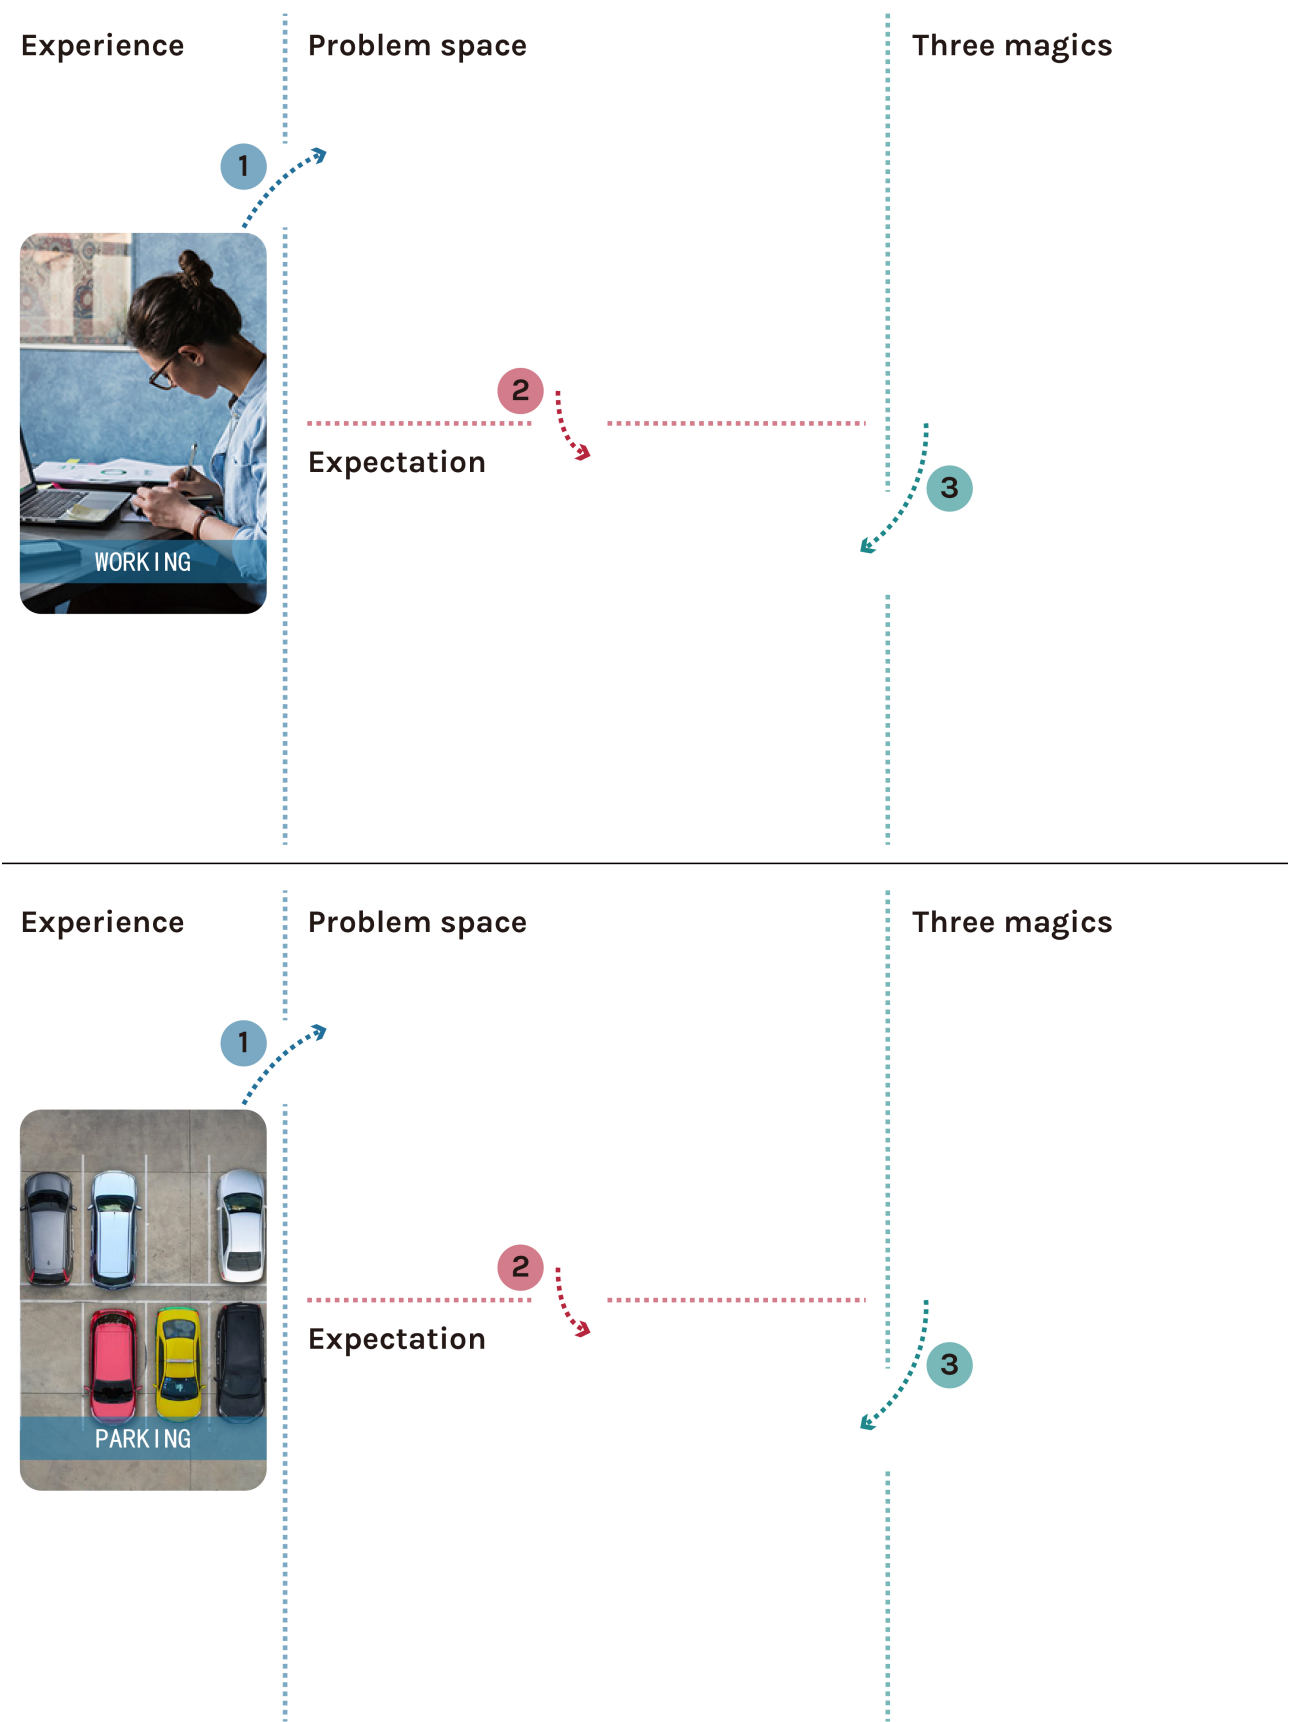 Experience
Problem space
Three magics
1
WORKING
2
Expectation
3
Experience
Problem space
Three magics
1
PARKING
2
Expectation
3